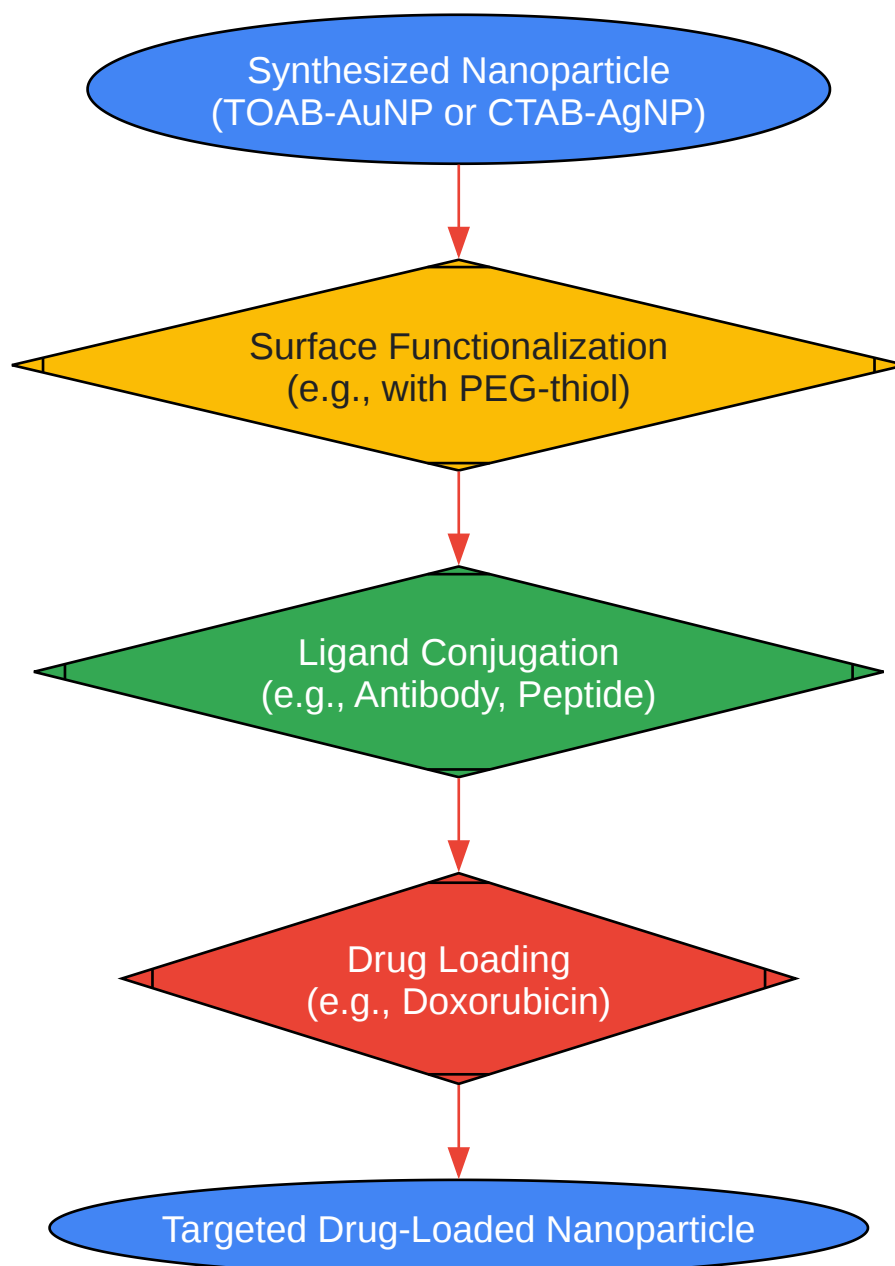 Synthesized Nanoparticle
(TOAB-AuNP or CTAB-AgNP)
Surface Functionalization
(e.g., with PEG-thiol)
Ligand Conjugation
(e.g., Antibody, Peptide)
Drug Loading
(e.g., Doxorubicin)
Targeted Drug-Loaded Nanoparticle